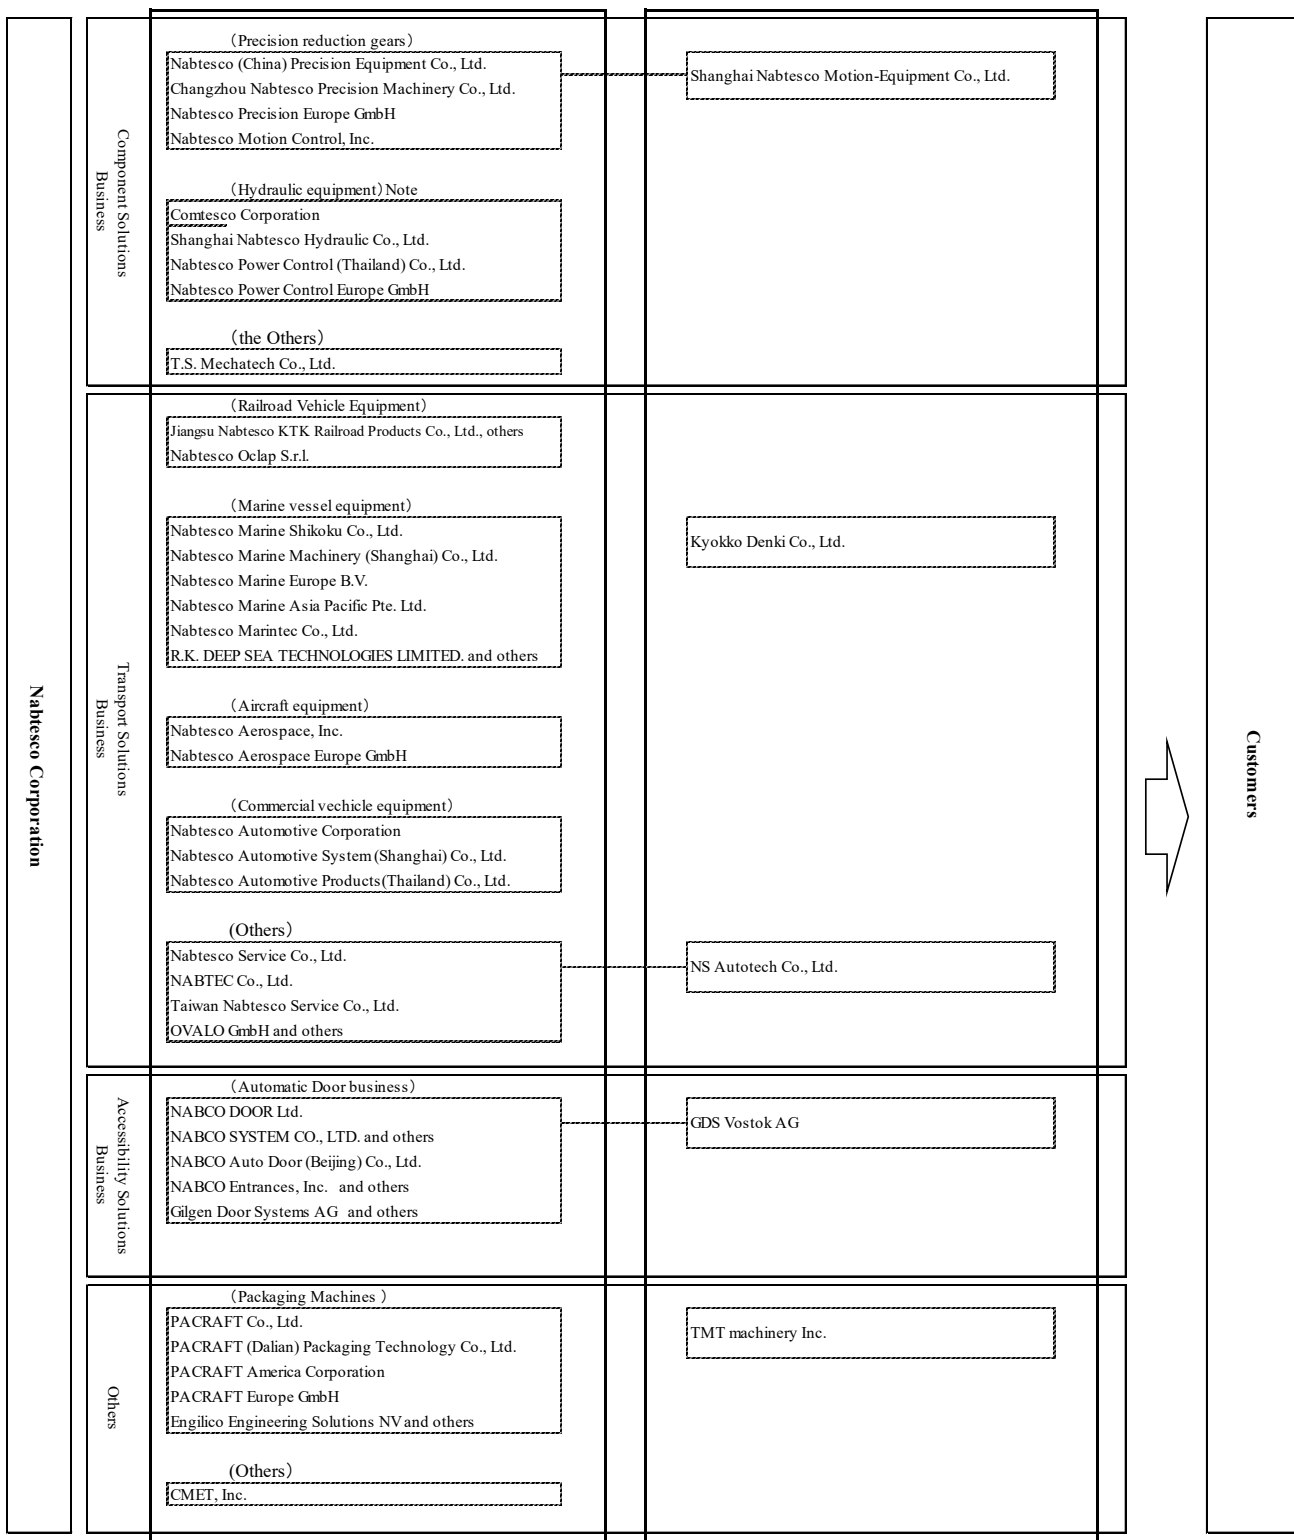 Nabtesco Corporation
Component Solutions
Business
（Precision reduction gears）
Nabtesco (China) Precision Equipment Co., Ltd.
Changzhou Nabtesco Precision Machinery Co., Ltd.
Nabtesco Precision Europe GmbH
Nabtesco Motion Control, Inc.
Shanghai Nabtesco Motion-Equipment Co., Ltd.
（Hydraulic equipment）Note
Comtesco Corporation
Shanghai Nabtesco Hydraulic Co., Ltd.
Nabtesco Power Control (Thailand) Co., Ltd.
Nabtesco Power Control Europe GmbH
（the Others）
T.S. Mechatech Co., Ltd.
Transport Solutions
Business
（Railroad Vehicle Equipment）
Jiangsu Nabtesco KTK Railroad Products Co., Ltd., others
Nabtesco Oclap S.r.l.
（Marine vessel equipment）
Nabtesco Marine Shikoku Co., Ltd.
Nabtesco Marine Machinery (Shanghai) Co., Ltd.
Nabtesco Marine Europe B.V.
Nabtesco Marine Asia Pacific Pte. Ltd.
Nabtesco Marintec Co., Ltd.
R.K. DEEP SEA TECHNOLOGIES LIMITED. and others
Kyokko Denki Co., Ltd.
（Aircraft equipment）
Nabtesco Aerospace, Inc.
Nabtesco Aerospace Europe GmbH
（Commercial vechicle equipment）
Nabtesco Automotive Corporation
Nabtesco Automotive System (Shanghai) Co., Ltd.
Nabtesco Automotive Products (Thailand) Co., Ltd.
(Others）
Nabtesco Service Co., Ltd.
NABTEC Co., Ltd.
Taiwan Nabtesco Service Co., Ltd.
OVALO GmbH and others
NS Autotech Co., Ltd.
Accessibility Solutions
Business
（Automatic Door business）
NABCO DOOR Ltd.
NABCO SYSTEM CO., LTD. and others
NABCO Auto Door (Beijing) Co., Ltd.
NABCO Entrances, Inc. and others
Gilgen Door Systems AG and others
GDS Vostok AG
Others
（Packaging Machines ）
PACRAFT Co., Ltd.
PACRAFT (Dalian) Packaging Technology Co., Ltd.
PACRAFT America Corporation
PACRAFT Europe GmbH
Engilico Engineering Solutions NV and others
TMT machinery Inc.
(Others）
CMET, Inc.
Customers